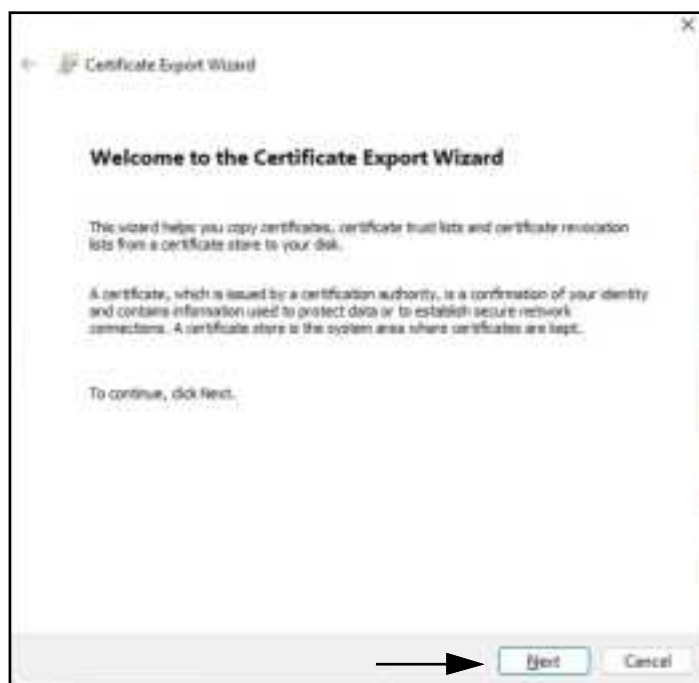 Certificate Export Wizard
Welcome to the Certificate Export Wizard
This wizard helps you copy certificates, certificate trust lists and certificate revocation
lists from a certificate store to your disk.
A certificate, which is issued by a certification authority, is a confirmation of your identity
and contains information used to protect data or to establish secure network
connections. A certificate store is the system area where certificates are kept.
To continue, click Next.
Next
Cancel